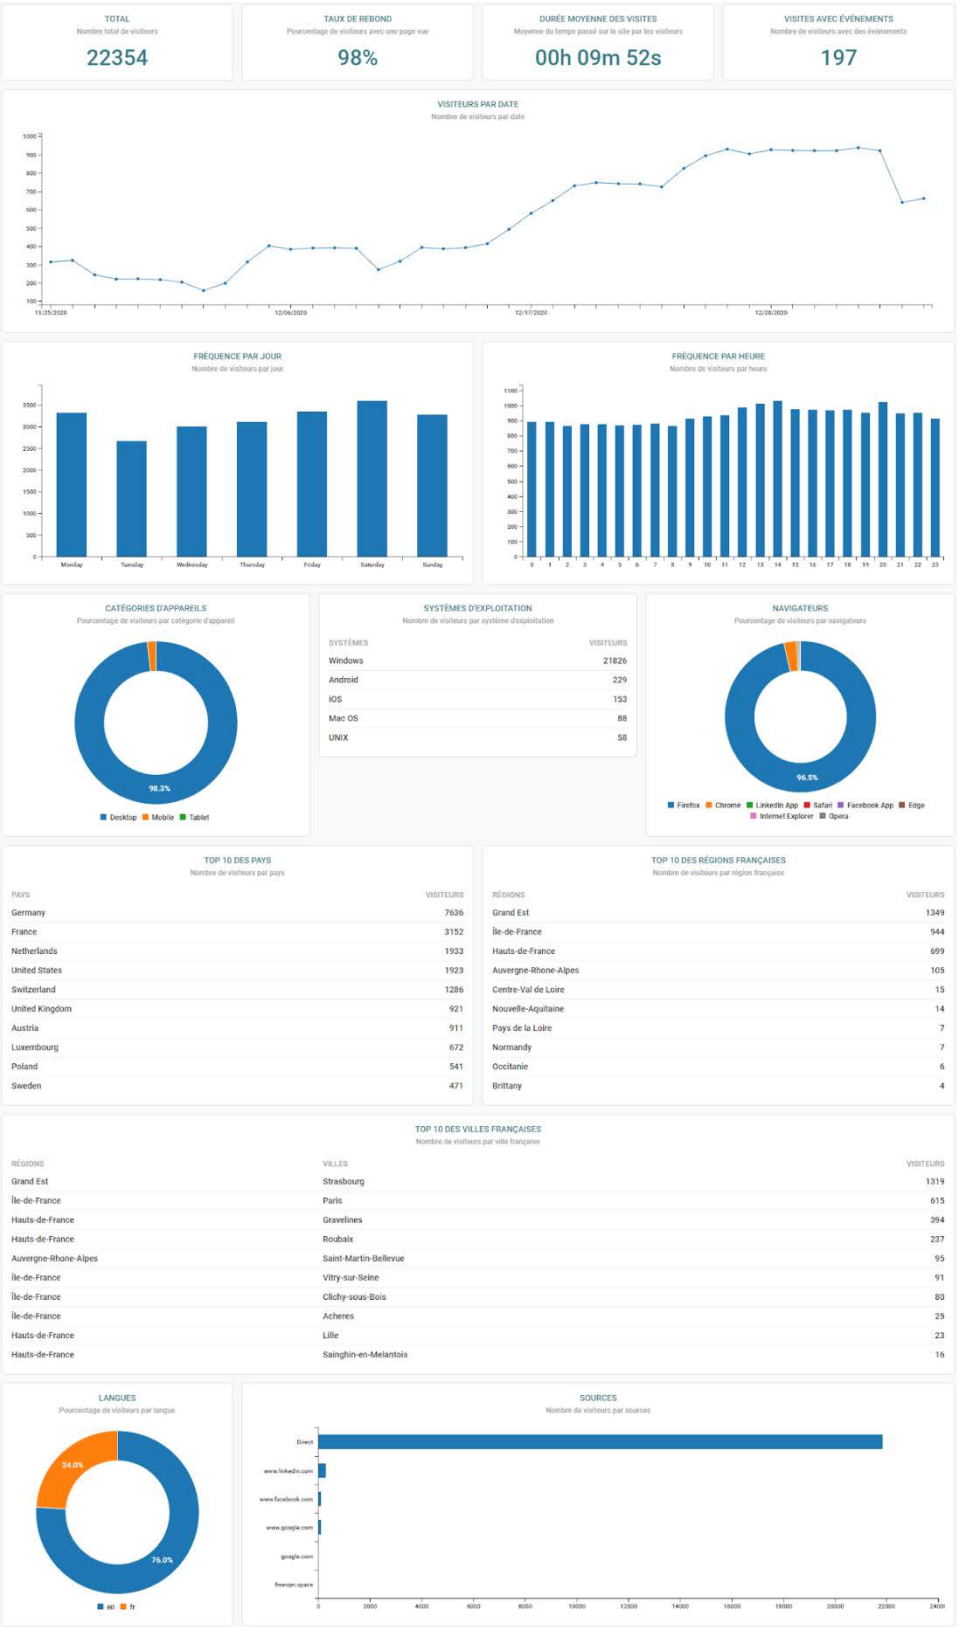 TOTAL
Nombre total de visiteurs
22354
TAUX DE REBOND
Pourcentage de visiteurs avec une page vue
98%
DURÉE MOYENNE DES VISITES
Moyenne du temps passé sur le site par les visiteurs
00h 09m 52s
VISITES AVEC ÉVÉNEMENTS
Nombre de visiteurs avec des événements
197
VISITEURS PAR DATE
Nombre de visiteurs par date
1000
900
800
700
600
500
400
300
200
100
11/25/2020 12/06/2020 12/17/2020 12/28/2020
FRÉQUENCE PAR JOUR
Nombre de visiteurs par jour
3500
3000
2500
2000
1500
1000
500
0
Monday Tuesday Wednesday Thursday Friday Saturday Sunday
FRÉQUENCE PAR HEURE
Nombre de visiteurs par heure
1100
1000
900
800
700
600
500
400
300
200
100
0
0 1 2 3 4 5 6 7 8 9 10 11 12 13 14 15 16 17 18 19 20 21 22 23
CATÉGORIES D'APPAREILS
Pourcentage de visiteurs par catégorie d'appareil
98.3%
Desktop Mobile Tablet
SYSTÈMES D'EXPLOITATION
Nombre de visiteurs par système d'exploitation
SYSTÈMES VISITEURS
Windows 21826
Android 229
iOS 153
Mac OS 88
UNIX 58
NAVIGATEURS
Pourcentage de visiteurs par navigateurs
96.5%
Firefox Chrome LinkedIn App Safari Facebook App Edge
Internet Explorer Opera
TOP 10 DES PAYS
Nombre de visiteurs par pays
PAYS VISITEURS
Germany 7636
France 3152
Netherlands 1933
United States 1923
Switzerland 1286
United Kingdom 921
Austria 911
Luxembourg 672
Poland 541
Sweden 471
TOP 10 DES RÉGIONS FRANÇAISES
Nombre de visiteurs par région française
RÉGIONS VISITEURS
Grand Est 1349
Île-de-France 944
Hauts-de-France 699
Auvergne-Rhone-Alpes 105
Centre-Val de Loire 15
Nouvelle-Aquitaine 14
Pays de la Loire 7
Normandy 7
Occitanie 6
Brittany 4
TOP 10 DES VILLES FRANÇAISES
Nombre de visiteurs par ville française
RÉGIONS VILLES VISITEURS
Grand Est Strasbourg 1319
Île-de-France Paris 615
Hauts-de-France Gravelines 394
Hauts-de-France Roubaix 237
Auvergne-Rhone-Alpes Saint-Martin-Bellevue 95
Île-de-France Vitry-sur-Seine 91
Île-de-France Clichy-sous-Bois 80
Île-de-France Acheres 25
Hauts-de-France Lille 23
Hauts-de-France Sainghin-en-Melantois 16
LANGUES
Pourcentage de visiteurs par langue
24.0%
76.0%
en fr
SOURCES
Nombre de visiteurs par sources
Direct
www.linkedin.com
www.facebook.com
www.google.com
google.com
freevpn.space
0 2000 4000 6000 8000 10000 12000 14000 16000 18000 20000 22000